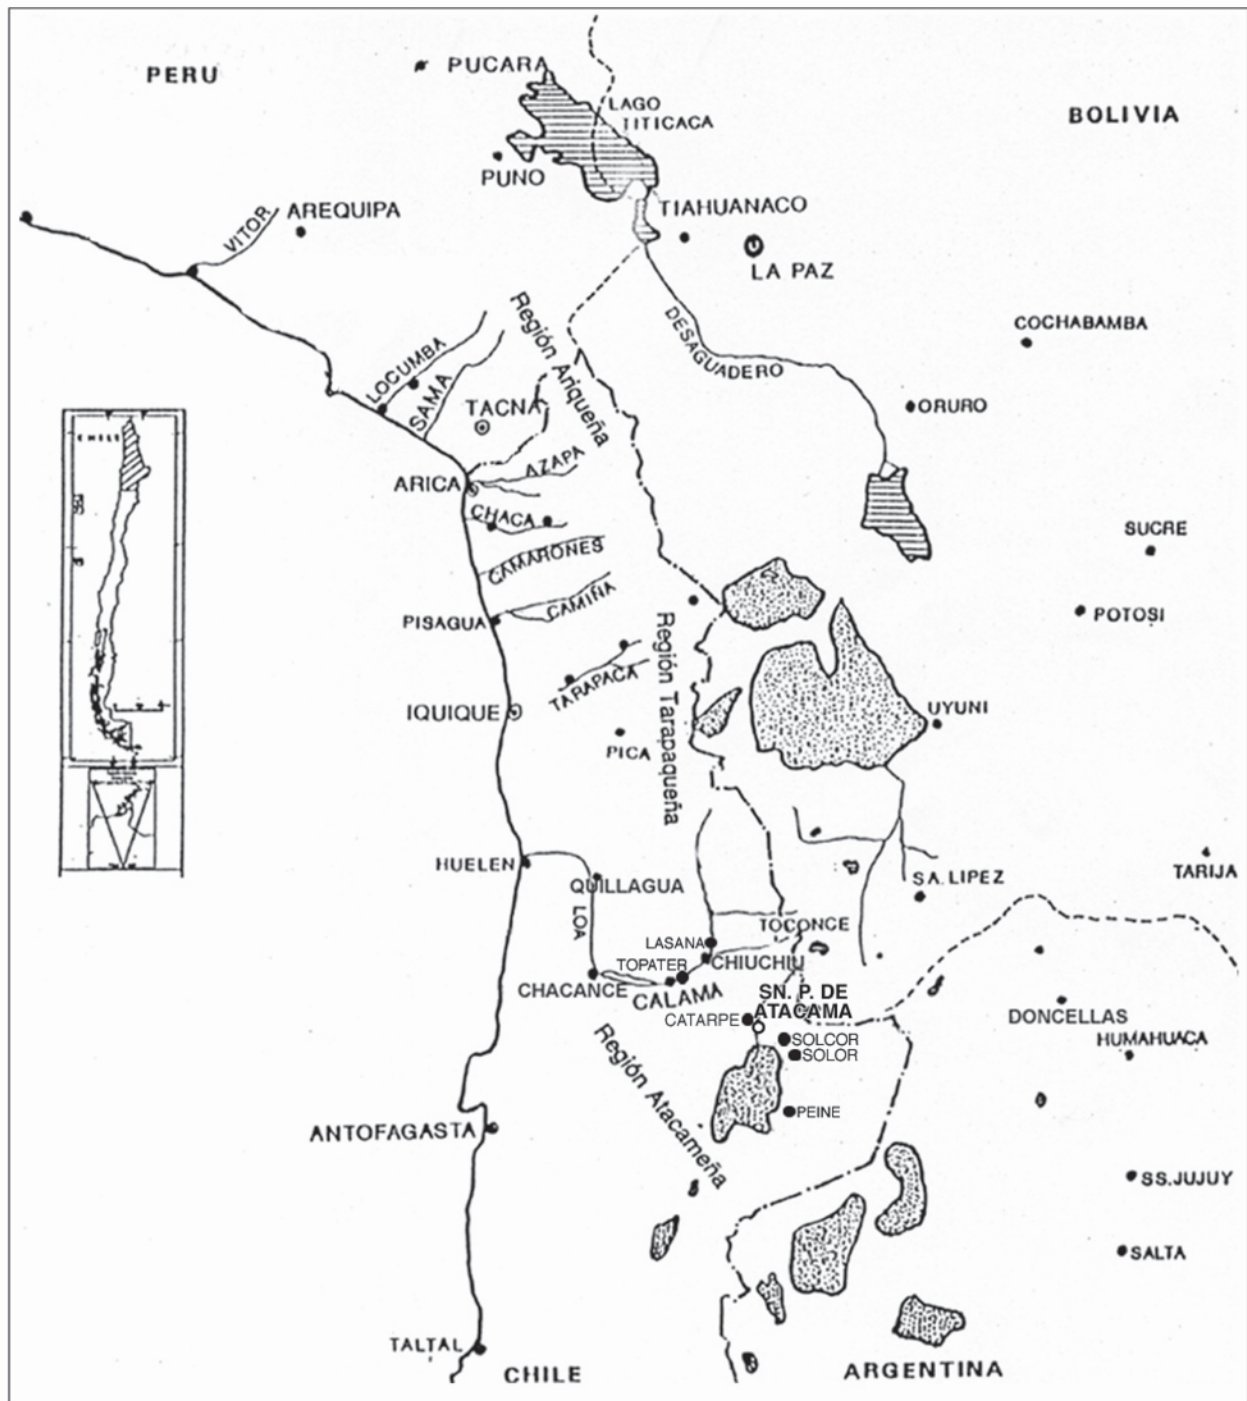 PERU
PUCARA
LAGO
TITICACA
BOLIVIA
PUNO
TIAHUANACO
VITOR
AREQUIPA
LA PAZ
Región Ariqueña
DESAGUADERO
COCHABAMBA
LOCUMBA
SAMA
TACNA
ORURO
CHILE
ARICA
AZAPA
CHACA
SUCRE
CAMARONES
CAMIÑA
PISAGUA
POTOSI
Región Tarapaqueña
TARAPACA
IQUIQUE
UYUNI
PICA
HUELEN
QUILLAGUA
LOA
SA. LIPEZ
TARIJA
TOCONCE
LASANA
TOPATER
CHIUCHIU
CHACANCE
CALAMA
SN. P. DE
ATACAMA
CATARPE
DONCELLAS
SOLCOR
HUMAHUACA
SOLOR
Región Atacameña
PEINE
ANTOFAGASTA
SS.JUJUY
SALTA
TALTAL
CHILE
ARGENTINA